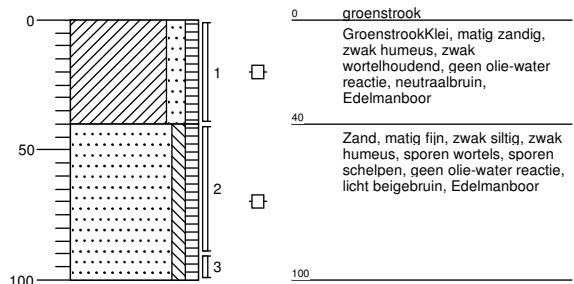 0
50
100
1
2
3
0 groenstrook
GroenstrookKlei, matig zandig,
zwak humeus, zwak
wortelhoudend, geen olie-water
reactie, neutraalbruin,
Edelmanboor
40
Zand, matig fijn, zwak siltig, zwak
humeus, sporen wortels, sporen
schelpen, geen olie-water reactie,
licht beigebruin, Edelmanboor
100